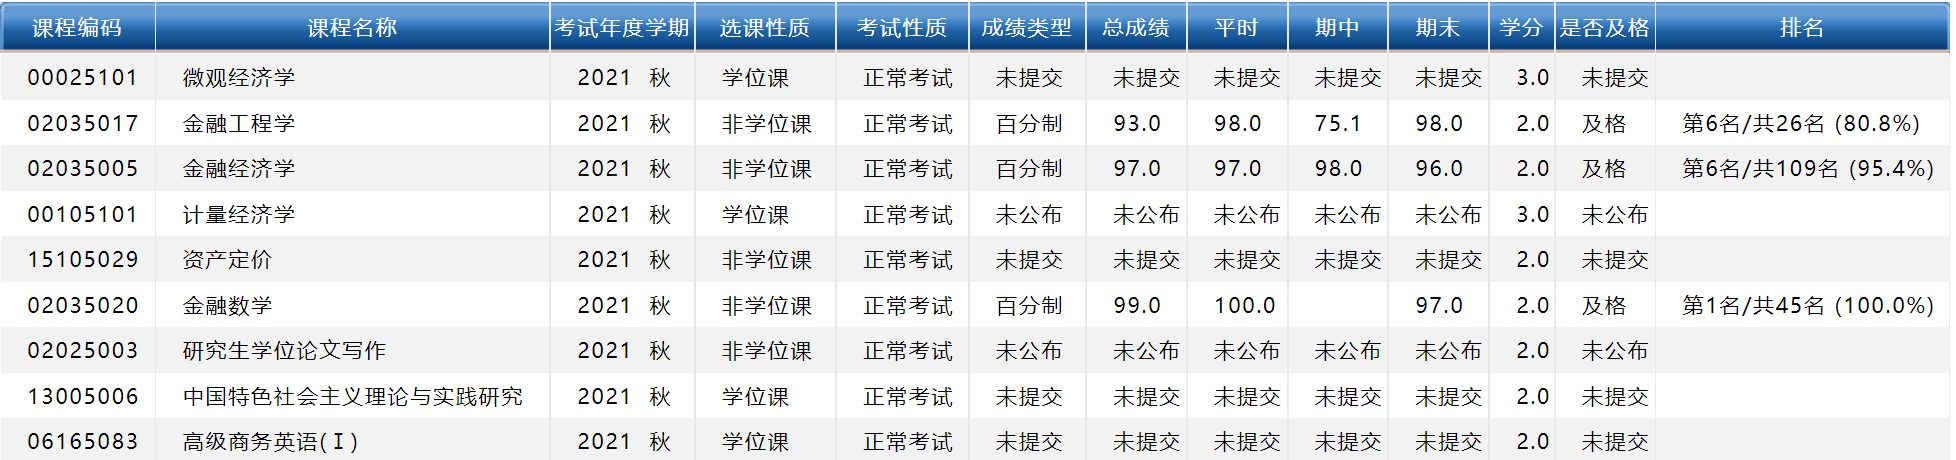 课程编码 课程名称 考试年度学期 选课性质 考试性质 成绩类型 总成绩 平时 期中 期末 学分 是否及格 排名
00025101 微观经济学 2021 秋 学位课 正常考试 未提交 未提交 未提交 未提交 未提交 3.0 未提交
02035017 金融工程学 2021 秋 非学位课 正常考试 百分制 93.0 98.0 75.1 98.0 2.0 及格 第6名/共26名 (80.8%)
02035005 金融经济学 2021 秋 非学位课 正常考试 百分制 97.0 97.0 98.0 96.0 2.0 及格 第6名/共109名 (95.4%)
00105101 计量经济学 2021 秋 学位课 正常考试 未公布 未公布 未公布 未公布 未公布 3.0 未公布
15105029 资产定价 2021 秋 非学位课 正常考试 未提交 未提交 未提交 未提交 未提交 2.0 未提交
02035020 金融数学 2021 秋 非学位课 正常考试 百分制 99.0 100.0 97.0 2.0 及格 第1名/共45名 (100.0%)
02025003 研究生学位论文写作 2021 秋 非学位课 正常考试 未公布 未公布 未公布 未公布 未公布 2.0 未公布
13005006 中国特色社会主义理论与实践研究 2021 秋 学位课 正常考试 未提交 未提交 未提交 未提交 未提交 2.0 未提交
06165083 高级商务英语(Ⅰ) 2021 秋 学位课 正常考试 未提交 未提交 未提交 未提交 未提交 2.0 未提交